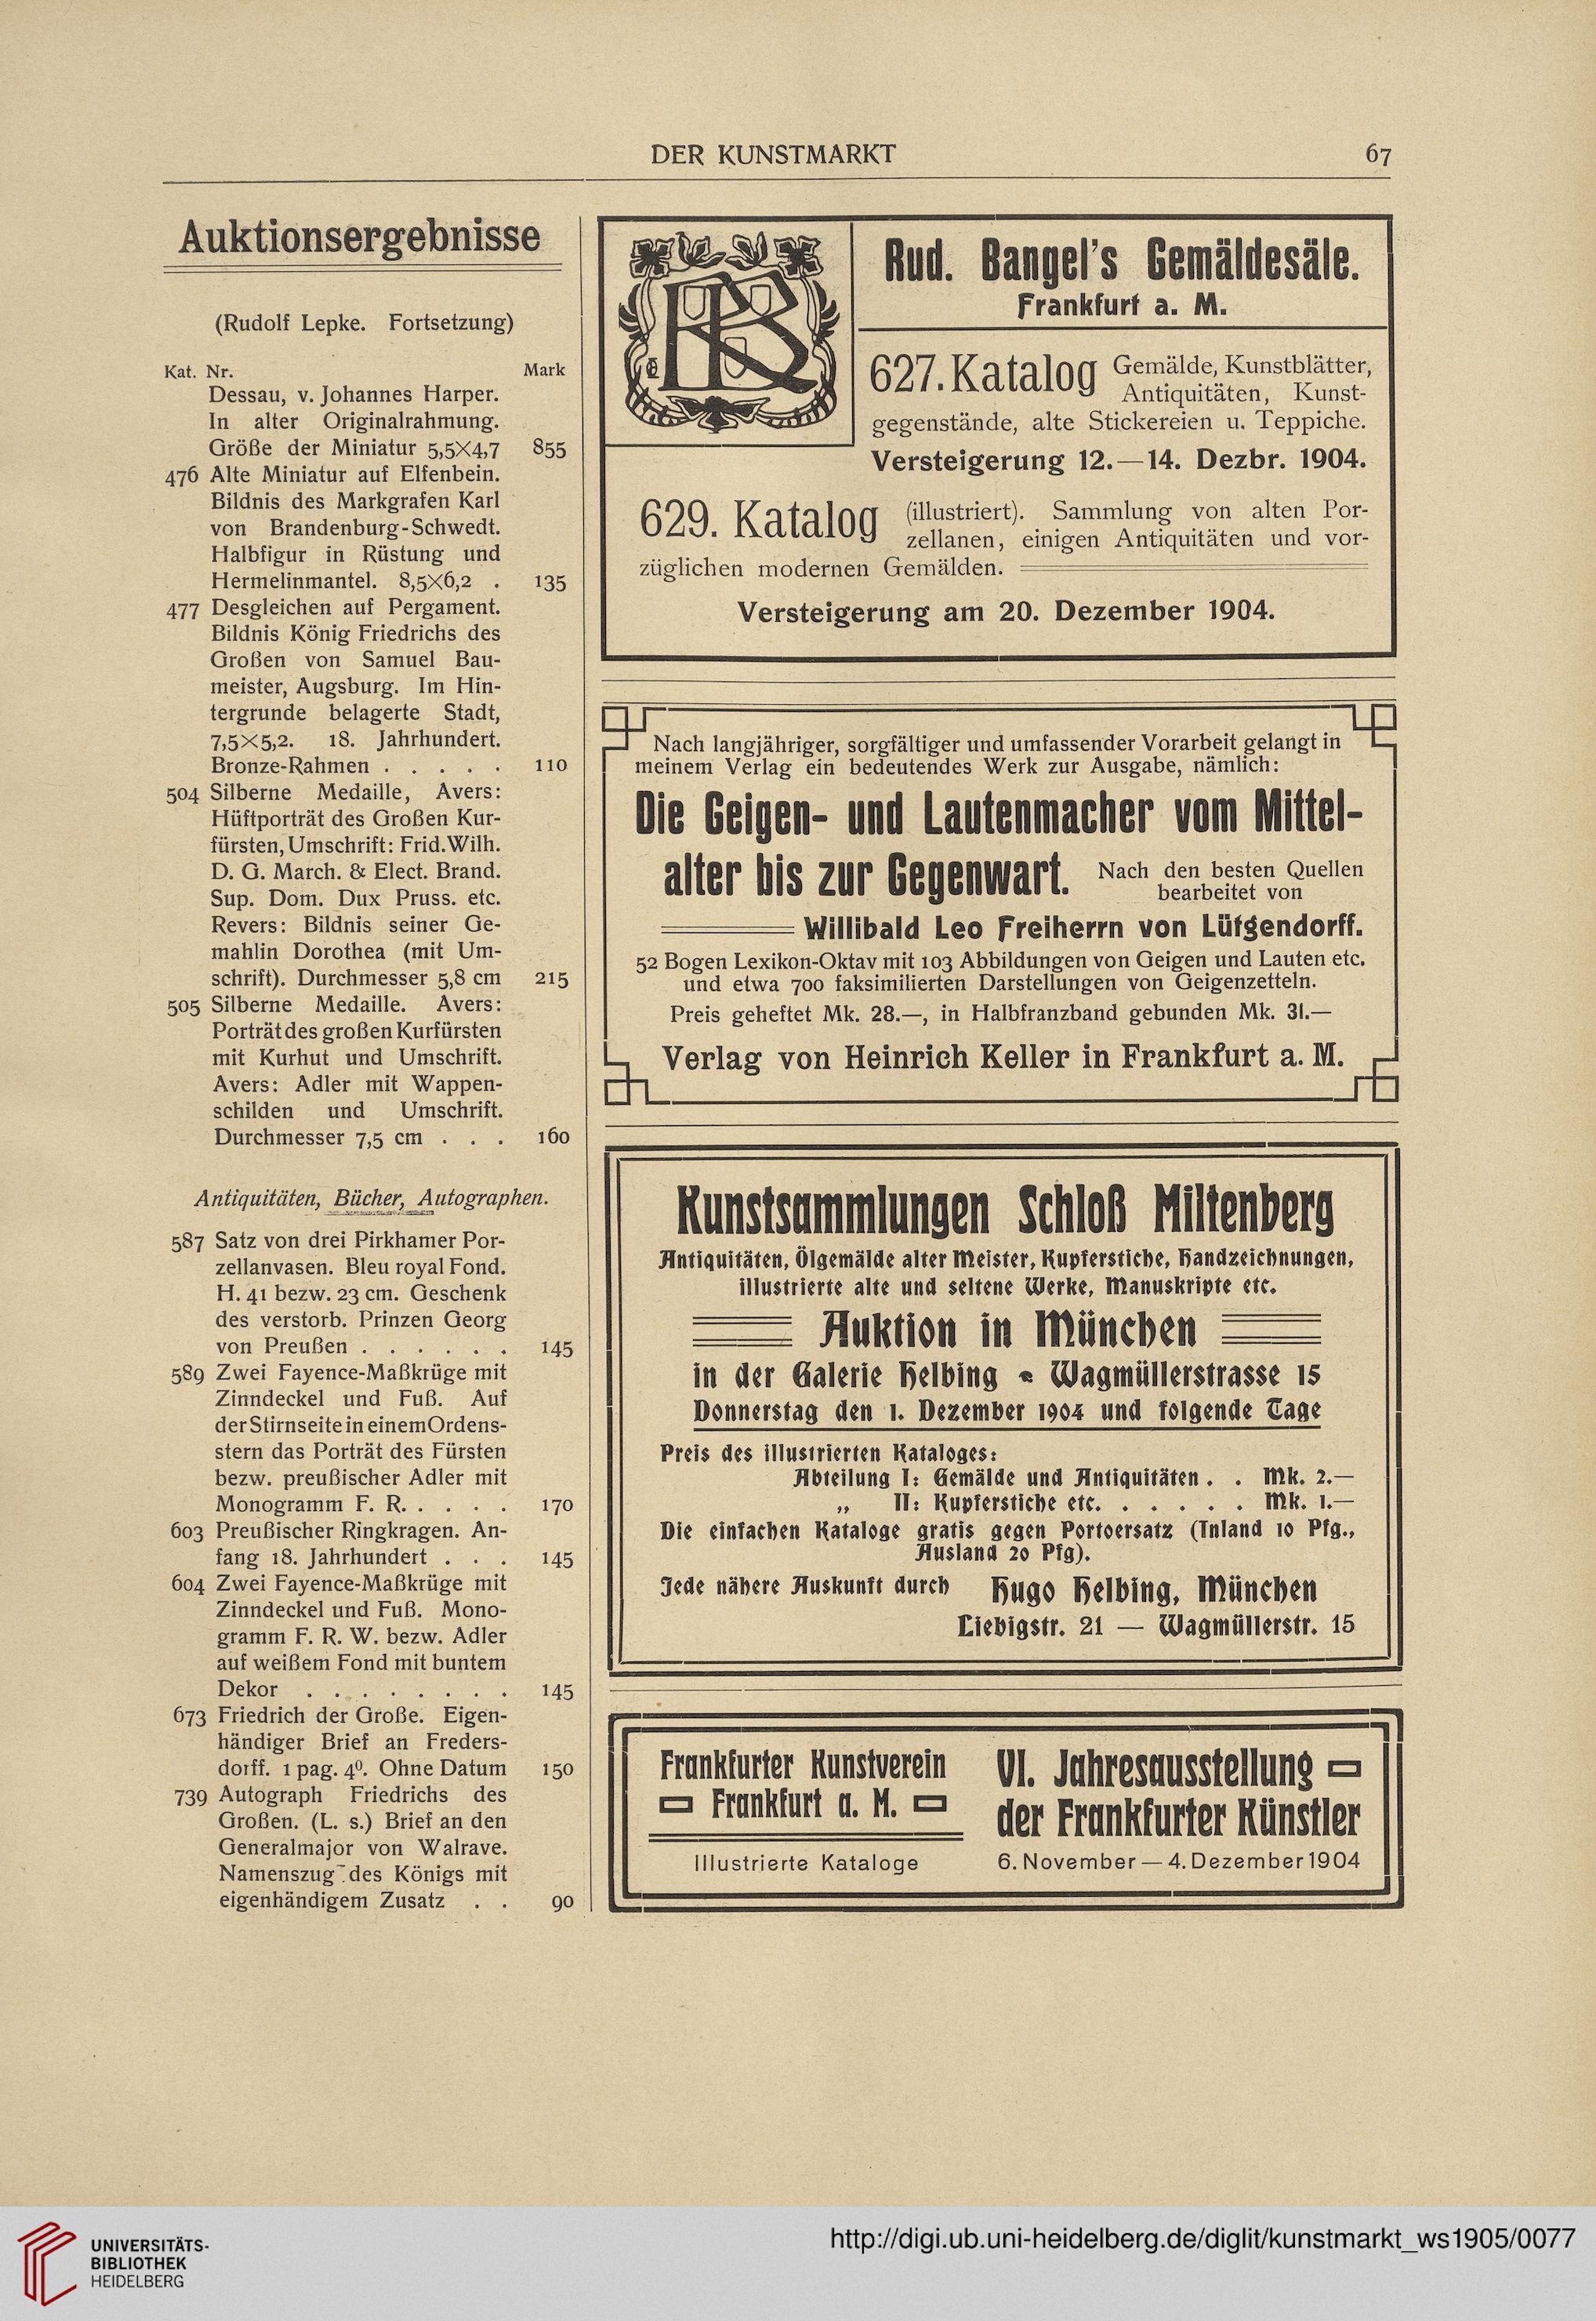 DER KUNSTMARKT
67
Auktionsergebnisse
(Rudolf Lepke. Fortsetzung)
Kat. Nr. Mark
Dessau, v. Johannes Harper.
In alter Originalrahmung.
Größe der Miniatur 5,5×4,7 855
476 Alte Miniatur auf Elfenbein.
Bildnis des Markgrafen Karl
von Brandenburg-Schwedt.
Halbfigur in Rüstung und
Hermelinmantel. 8,5×6,2 . 135
477 Desgleichen auf Pergament.
Bildnis König Friedrichs des
Großen von Samuel Bau-
meister, Augsburg. Im Hin-
tergrunde belagerte Stadt,
7,5×5,2. 18. Jahrhundert.
Bronze-Rahmen . . . . . 110
504 Silberne Medaille, Avers:
Hüftporträt des Großen Kur-
fürsten, Umschrift: Frid.Wilh.
D. G. March. & Elect. Brand.
Sup. Dom. Dux Pruss. etc.
Revers: Bildnis seiner Ge-
mahlin Dorothea (mit Um-
schrift). Durchmesser 5,8 cm 215
505 Silberne Medaille. Avers:
Porträt des großen Kurfürsten
mit Kurhut und Umschrift.
Avers: Adler mit Wappen-
schilden und Umschrift.
Durchmesser 7,5 cm . . . 160
Antiquitäten, Bücher, Autographen.
587 Satz von drei Pirkhamer Por-
zellanvasen. Bleu royal Fond.
H. 41 bezw. 23 cm. Geschenk
des verstorb. Prinzen Georg
von Preußen . . . . . . 145
589 Zwei Fayence-Maßkrüge mit
Zinndeckel und Fuß. Auf
der Stirnseite in einem Ordens-
stern das Porträt des Fürsten
bezw. preußischer Adler mit
Monogramm F. R. . . . . 170
603 Preußischer Ringkragen. An-
fang 18. Jahrhundert . . . 145
604 Zwei Fayence-Maßkrüge mit
Zinndeckel und Fuß. Mono-
gramm F. R. W. bezw. Adler
auf weißem Fond mit buntem
Dekor . . . . . . . . 145
673 Friedrich der Große. Eigen-
händiger Brief an Freders-
dorff. 1 pag. 4⁰. Ohne Datum 150
739 Autograph Friedrichs des
Großen. (L. s.) Brief an den
Generalmajor von Walrave.
Namenszug des Königs mit
eigenhändigem Zusatz . . 90
RB
Rud. Bangel's Gemäldesäle.
Frankfurt a. M.
627. Katalog Gemälde, Kunstblätter,
Antiquitäten, Kunst-
gegenstände, alte Stickereien u. Teppiche.
Versteigerung 12.—14. Dezbr. 1904.
629. Katalog (illustriert). Sammlung von alten Por-
zellanen, einigen Antiquitäten und vor-
züglichen modernen Gemälden.
Versteigerung am 20. Dezember 1904.
Nach langjähriger, sorgfältiger und umfassender Vorarbeit gelangt in
meinem Verlag ein bedeutendes Werk zur Ausgabe, nämlich:
Die Geigen- und Lautenmacher vom Mittel-
alter bis zur Gegenwart. Nach den besten Quellen
bearbeitet von
Willibald Leo Freiherrn von Lütgendorff.
52 Bogen Lexikon-Oktav mit 103 Abbildungen von Geigen und Lauten etc.
und etwa 700 faksimilierten Darstellungen von Geigenzetteln.
Preis geheftet Mk. 28.—, in Halbfranzband gebunden Mk. 31.—
Verlag von Heinrich Keller in Frankfurt a. M.
Kunstsammlungen Schloß Miltenberg
Antiquitäten, Ölgemälde alter Meister, Kupferstiche, Handzeichnungen,
illustrierte alte und seltene Werke, Manuskripte etc.
Auktion in München
in der Galerie Helbing Wagmüllerstrasse 15
Donnerstag den 1. Dezember 1904 und folgende Tage
Preis des illustrierten Kataloges:
Abteilung I: Gemälde und Antiquitäten . . Mk. 2.—
„ II: Kupferstiche etc. . . . . . . Mk. 1.—
Die einfachen Kataloge gratis gegen Portoersatz (Inland 10 Pfg.,
Ausland 20 Pfg).
Jede nähere Auskunft durch Hugo Helbing, München
Liebigstr. 21 — Wagmüllerstr. 15
Frankfurter Kunstverein
Frankfurt a. M.
Illustrierte Kataloge
VI. Jahresausstellung
der Frankfurter Künstler
6. November — 4. Dezember 1904
UNIVERSITÄTS-
BIBLIOTHEK
HEIDELBERG
http://digi.ub.uni-heidelberg.de/diglit/kunstmarkt_ws1905/0077